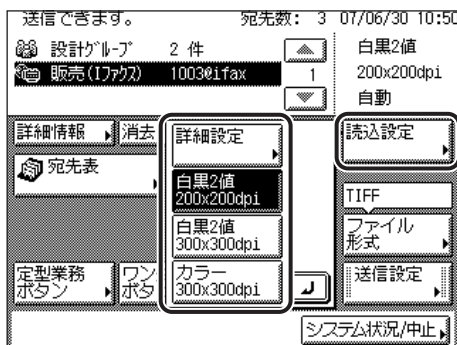 送信できます。 宛先数: 3 07/06/30 10:50
設計グループ 2 件
販売(Iファクス) 1003@ifax 1
白黒2値
200x200dpi
自動
詳細情報 消去
宛先表
詳細設定
白黒2値
200x200dpi
白黒2値
300x300dpi
カラー
300x300dpi
読込設定
TIFF
ファイル
形式
定型業務
ボタン
ワン
ボタ
送信設定
システム状況/中止